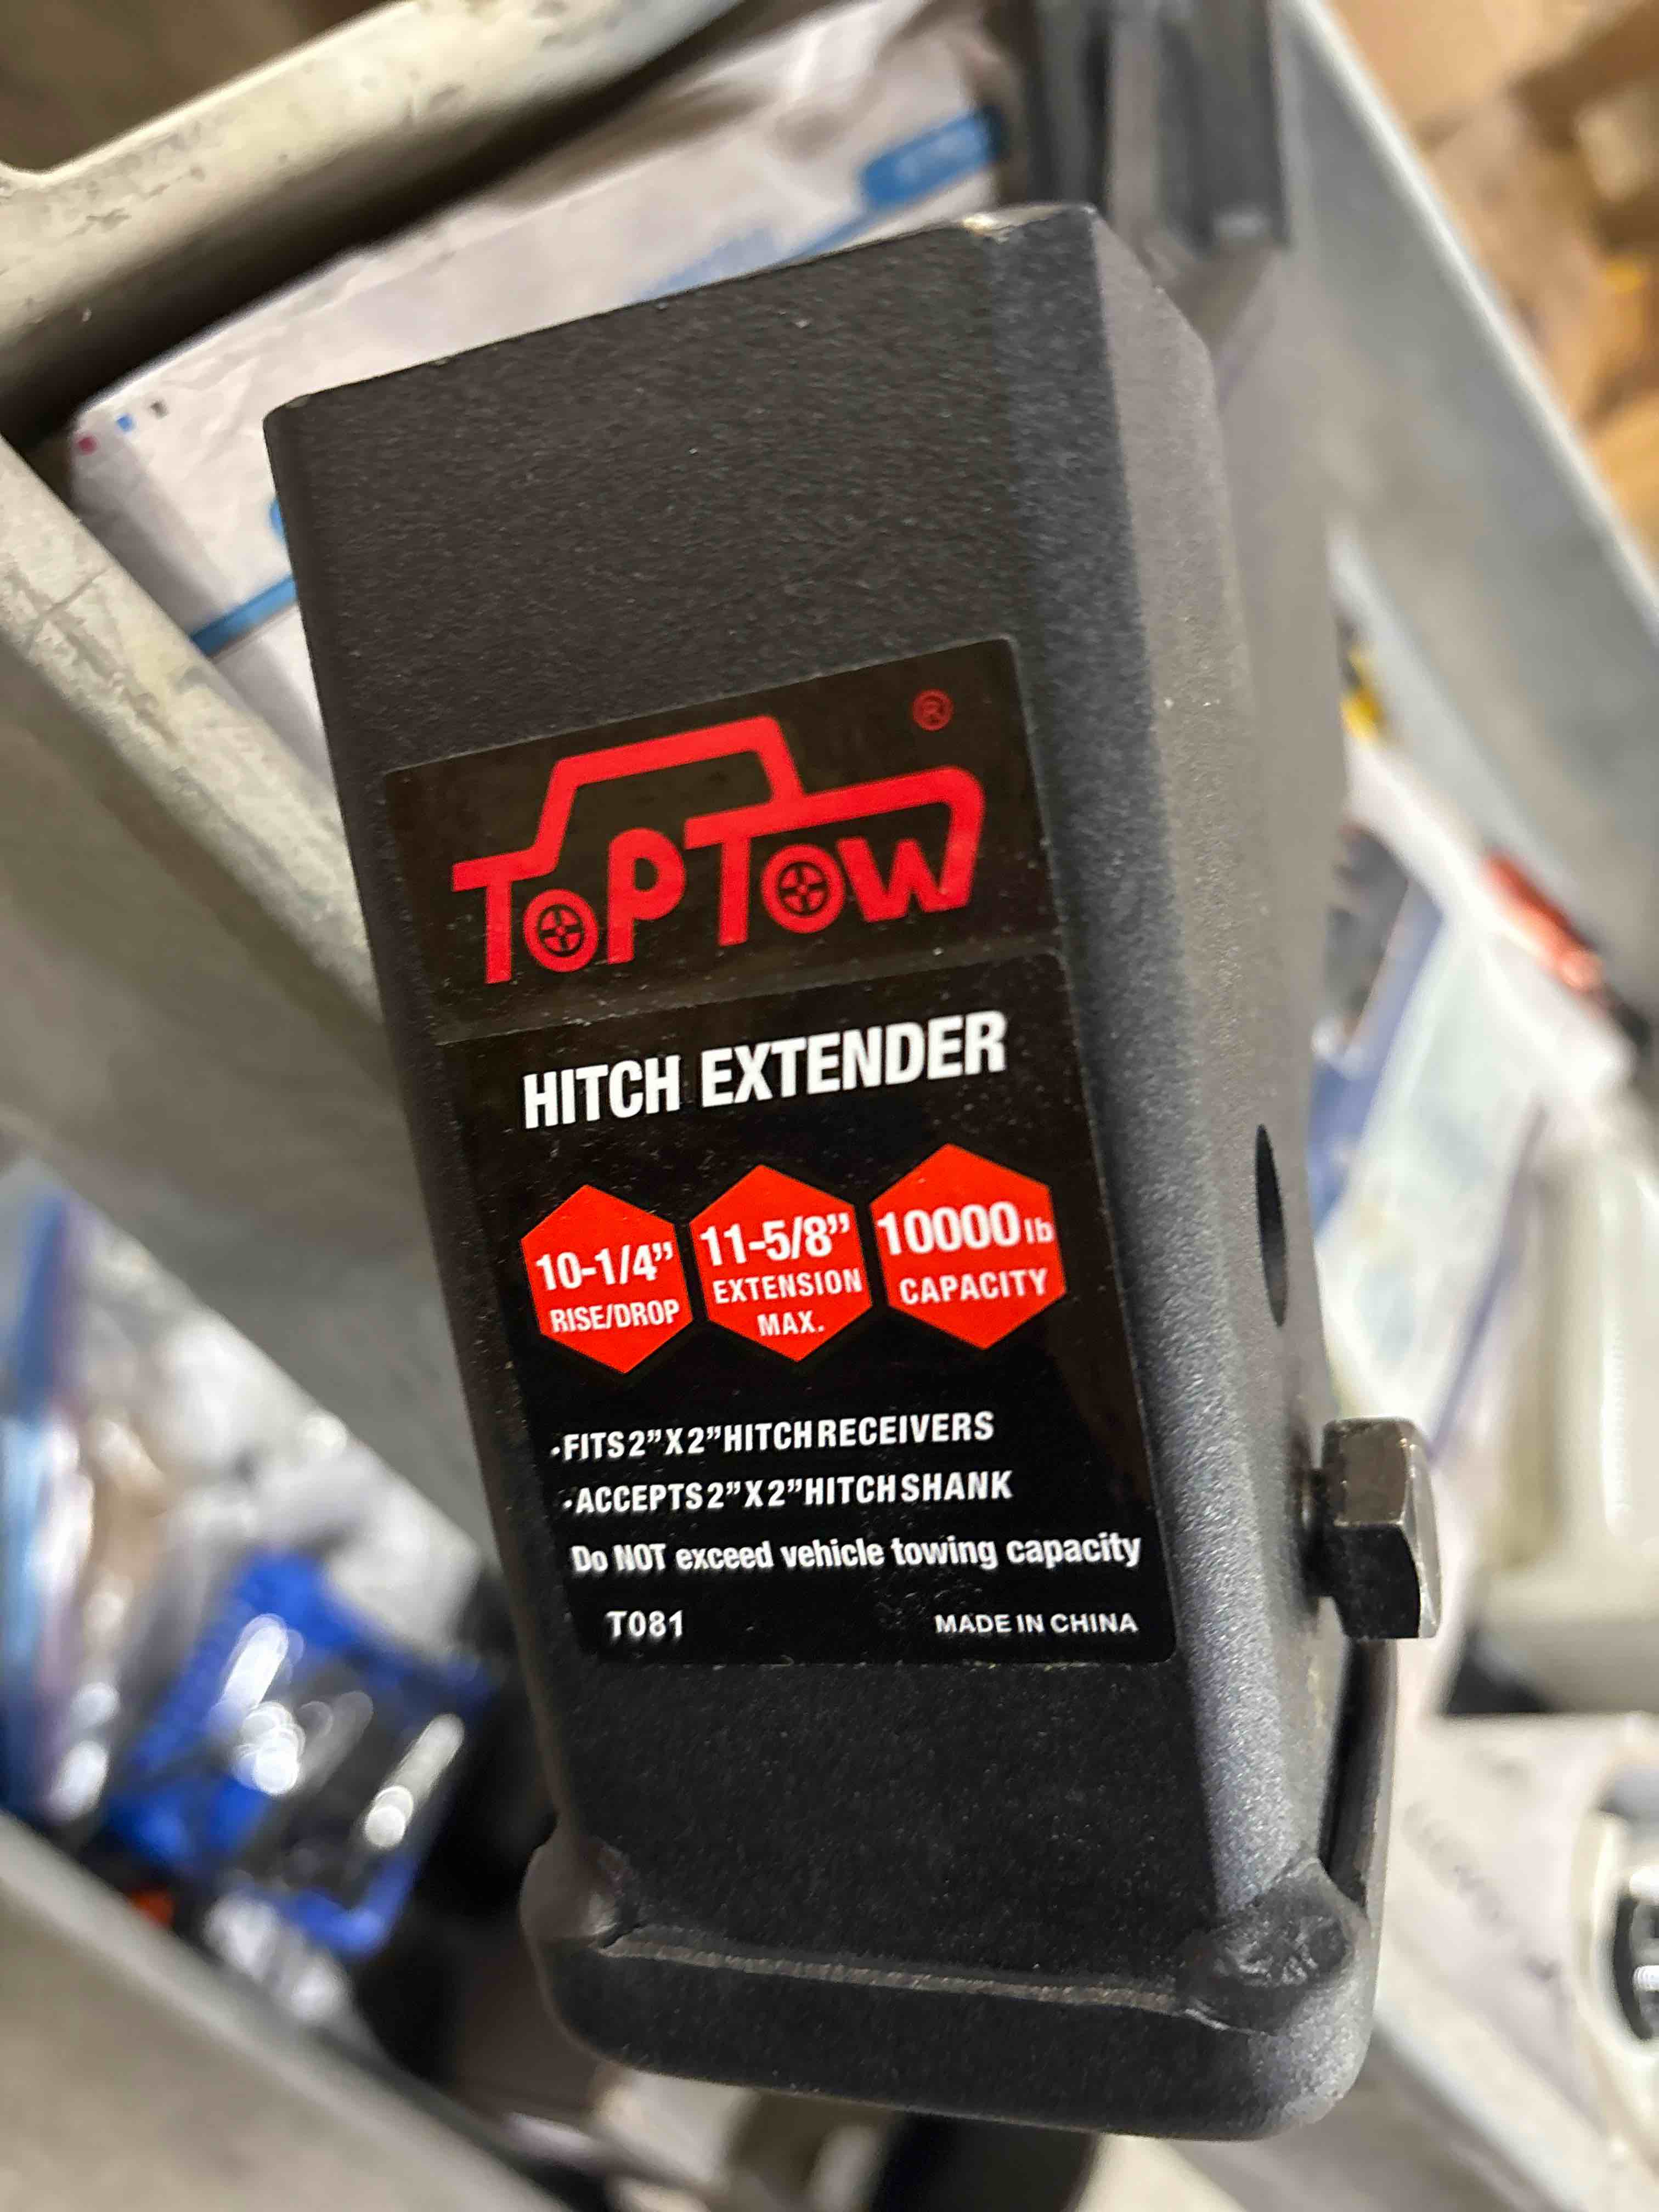 TOPTOW®
HITCH EXTENDER
10-1/4"
RISE/DROP
11-5/8"
EXTENSION
MAX.
10000 lb
CAPACITY
•FITS 2"X 2"HITCH RECEIVERS
•ACCEPTS 2"X 2"HITCH SHANK
Do NOT exceed vehicle towing capacity
T081 MADE IN CHINA